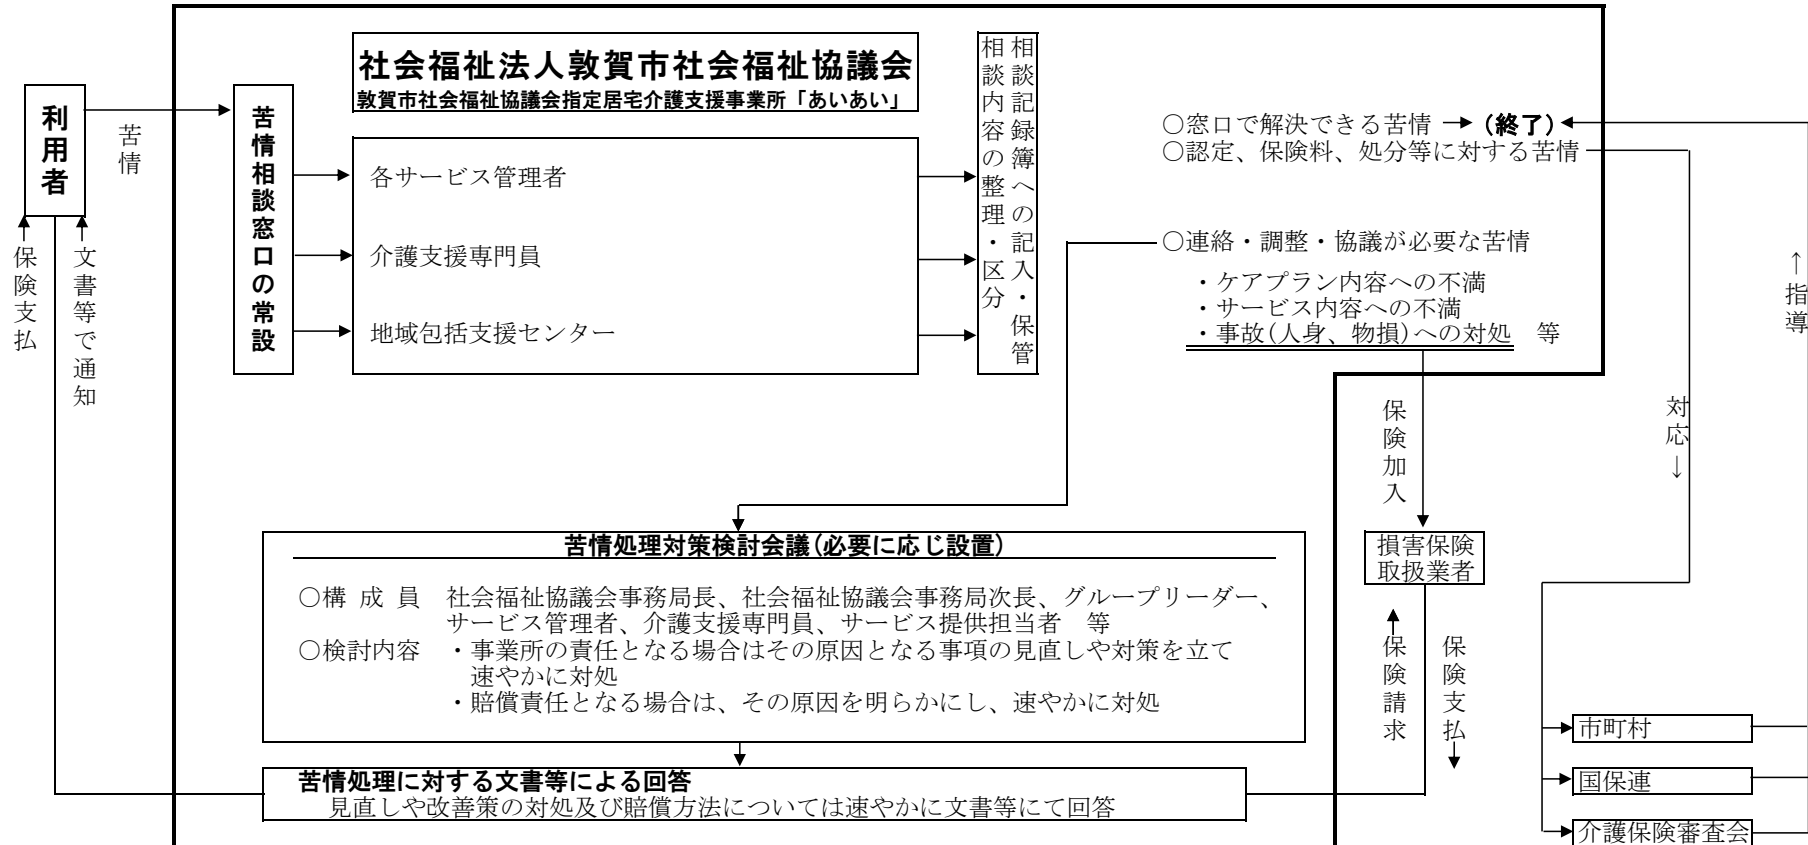 社会福祉法人敦賀市社会福祉協議会
敦賀市社会福祉協議会指定居宅介護支援事業所「あいあい」
利用者
苦情
保険支払
文書等で通知
苦情相談窓口の常設
各サービス管理者
介護支援専門員
地域包括支援センター
相談記録簿への記入・保管
相談内容の整理・区分
○窓口で解決できる苦情 → (終了)
○認定、保険料、処分等に対する苦情
○連絡・調整・協議が必要な苦情
・ケアプラン内容への不満
・サービス内容への不満
・事故(人身、物損)への対処 等
↑指導
対応↓
保険加入
損害保険
取扱業者
保険請求
保険支払
苦情処理対策検討会議(必要に応じ設置)
○構 成 員 社会福祉協議会事務局長、社会福祉協議会事務局次長、グループリーダー、
サービス管理者、介護支援専門員、サービス提供担当者 等
○検討内容 ・事業所の責任となる場合はその原因となる事項の見直しや対策を立て
速やかに対処
・賠償責任となる場合は、その原因を明らかにし、速やかに対処
苦情処理に対する文書等による回答
見直しや改善策の対処及び賠償方法については速やかに文書等にて回答
市町村
国保連
介護保険審査会